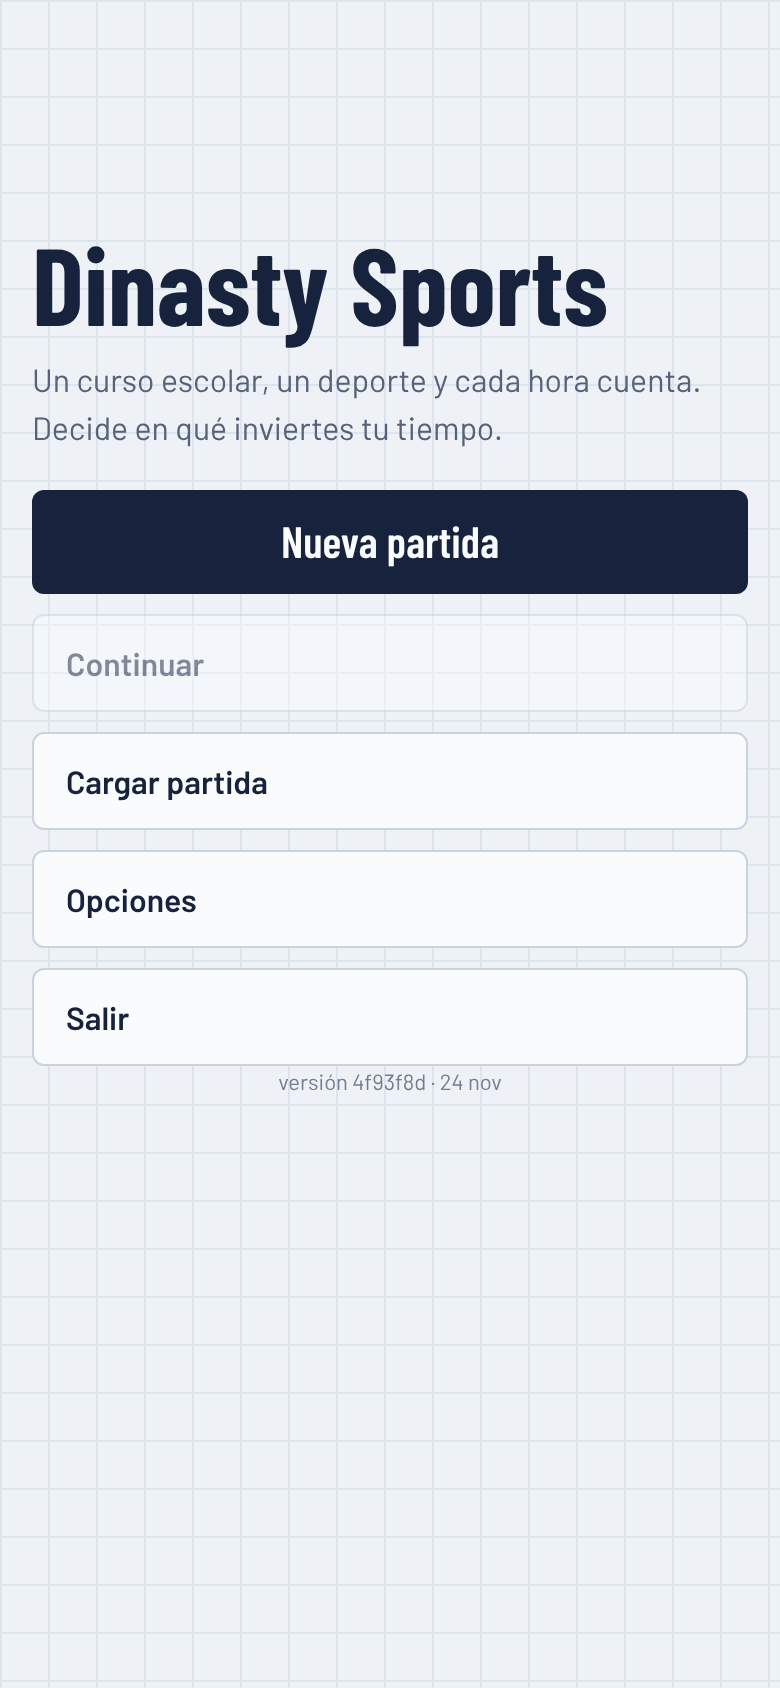 Dinasty Sports
Un curso escolar, un deporte y cada hora cuenta.
Decide en qué inviertes tu tiempo.
Nueva partida
Continuar
Cargar partida
Opciones
Salir
versión 4f93f8d · 24 nov